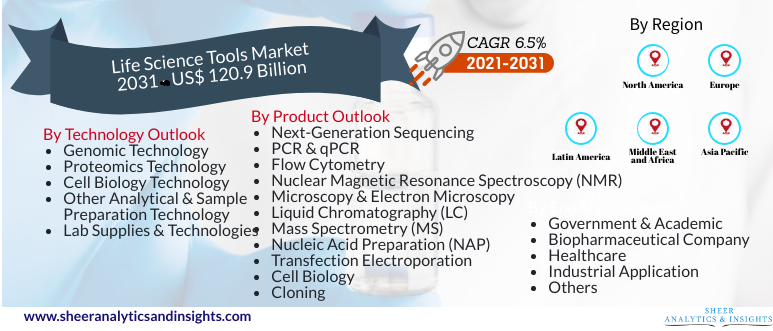 Life Science Tools Market
2031 - US$ 120.9 Billion
CAGR 6.5%
2021-2031
By Region
North America
Europe
Latin America
Middle East
and Africa
Asia Pacific
By Technology Outlook
• Genomic Technology
• Proteomics Technology
• Cell Biology Technology
• Other Analytical & Sample
Preparation Technology
• Lab Supplies & Technologies
By Product Outlook
• Next-Generation Sequencing
• PCR & qPCR
• Flow Cytometry
• Nuclear Magnetic Resonance Spectroscopy (NMR)
• Microscopy & Electron Microscopy
• Liquid Chromatography (LC)
• Mass Spectrometry (MS)
• Nucleic Acid Preparation (NAP)
• Transfection Electroporation
• Cell Biology
• Cloning
• Government & Academic
• Biopharmaceutical Company
• Healthcare
• Industrial Application
• Others
www.sheeranalyticsandinsights.com
SHEER
ANALYTICS & INSIGHTS